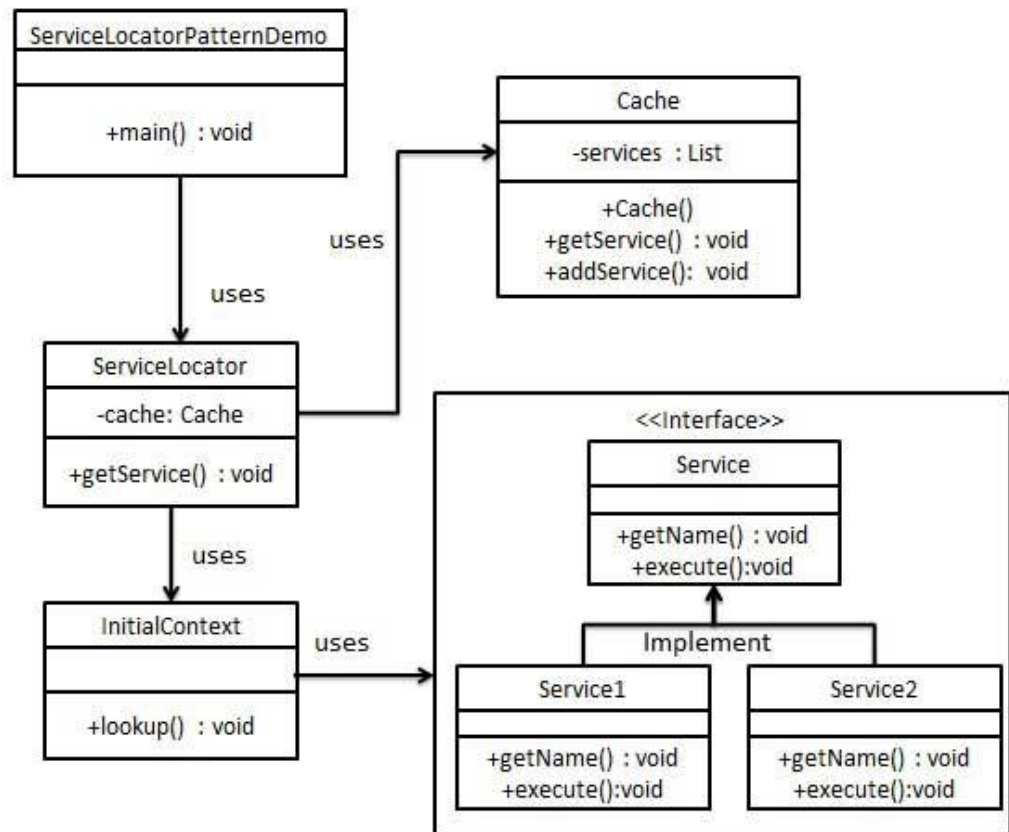 ServiceLocatorPatternDemo
+main() : void
uses
ServiceLocator
-cache: Cache
+getService() : void
uses
Cache
-services : List
+Cache()
+getService() : void
+addService(): void
uses
InitialContext
+lookup() : void
uses
<<Interface>>
Service
+getName() : void
+execute():void
Implement
Service1
+getName() : void
+execute():void
Service2
+getName() : void
+execute():void